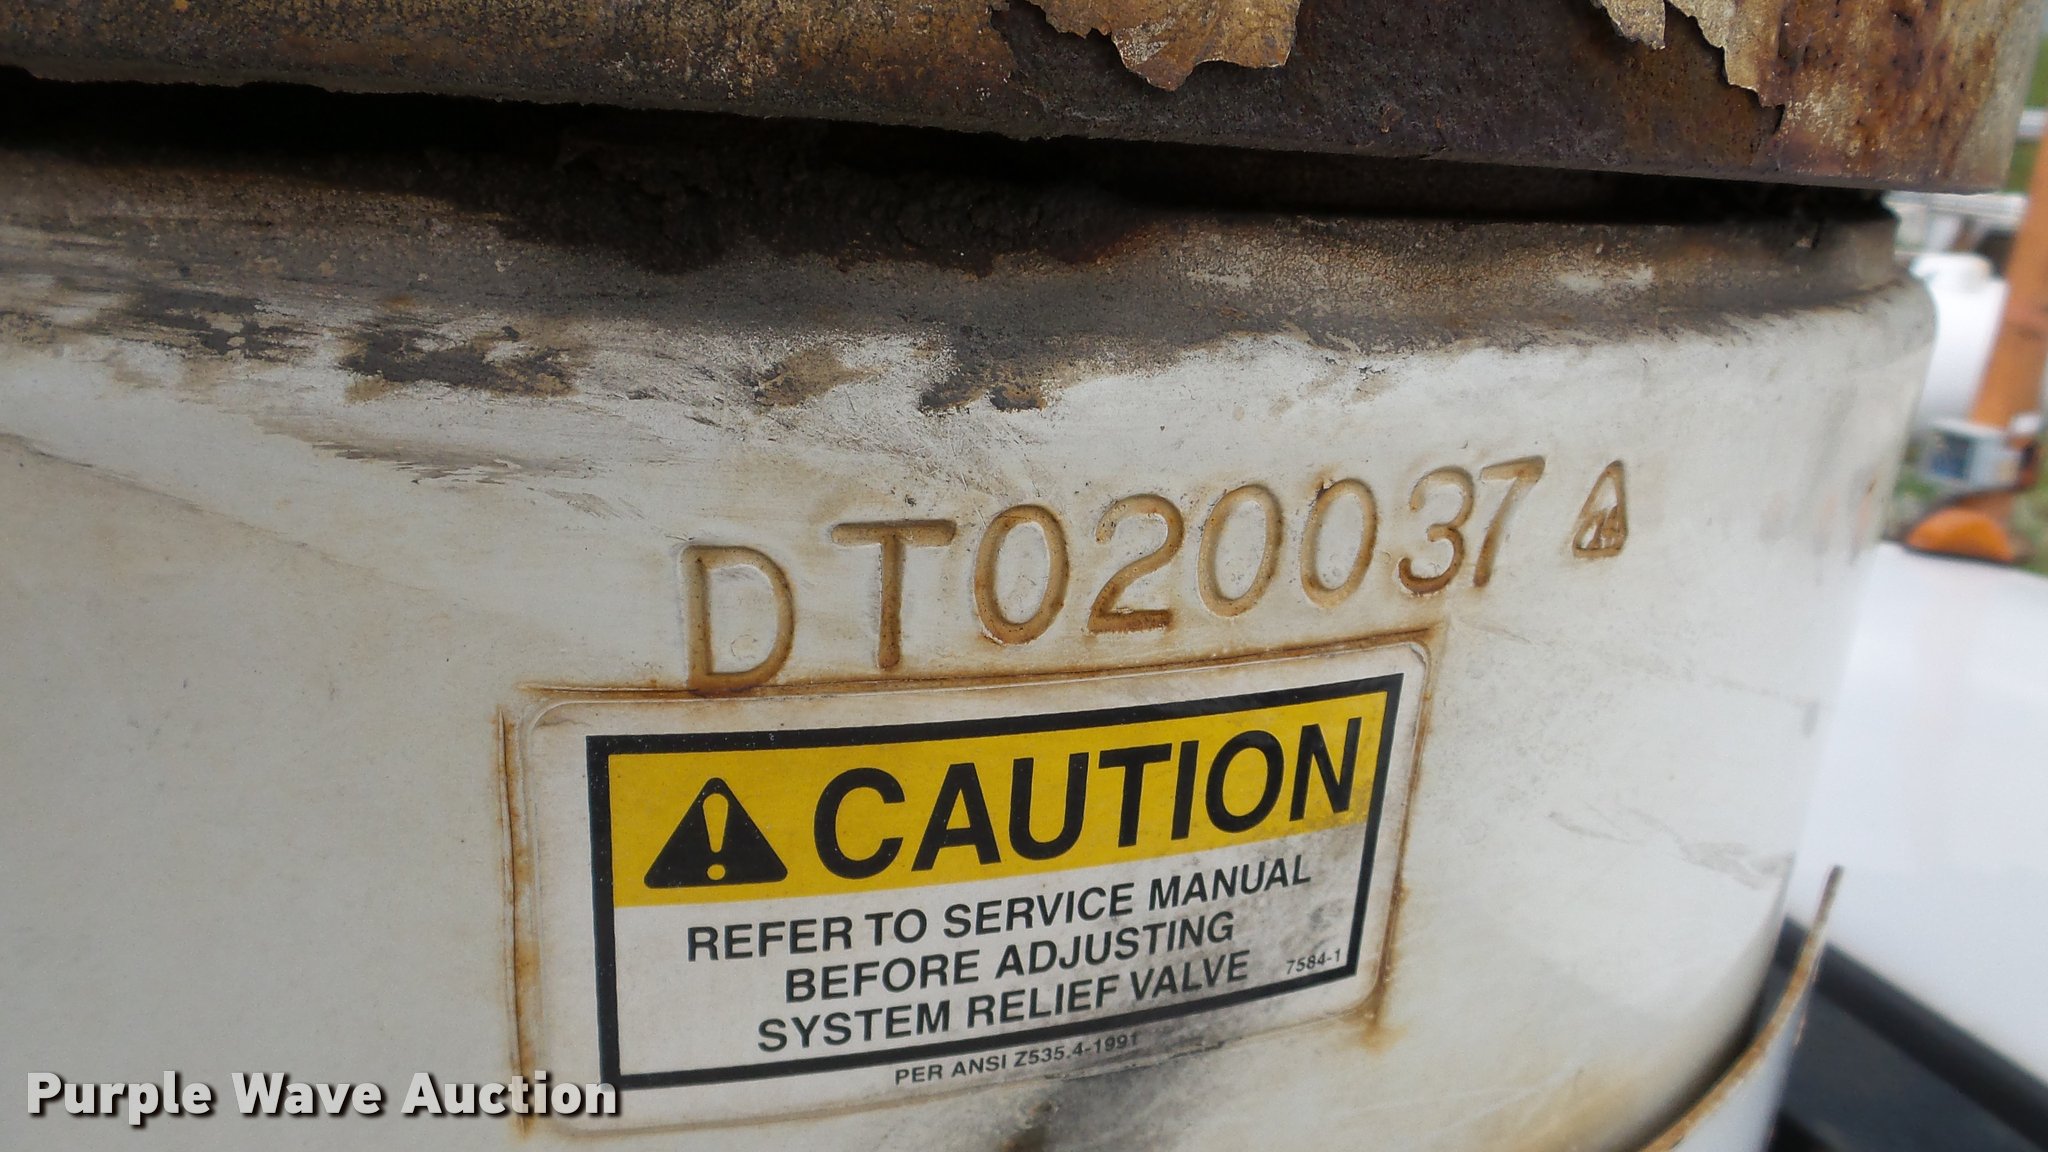 DT020037A
CAUTION
REFER TO SERVICE MANUAL
BEFORE ADJUSTING
SYSTEM RELIEF VALVE
7584-1
PER ANSI Z535.4-1991
Purple Wave Auction